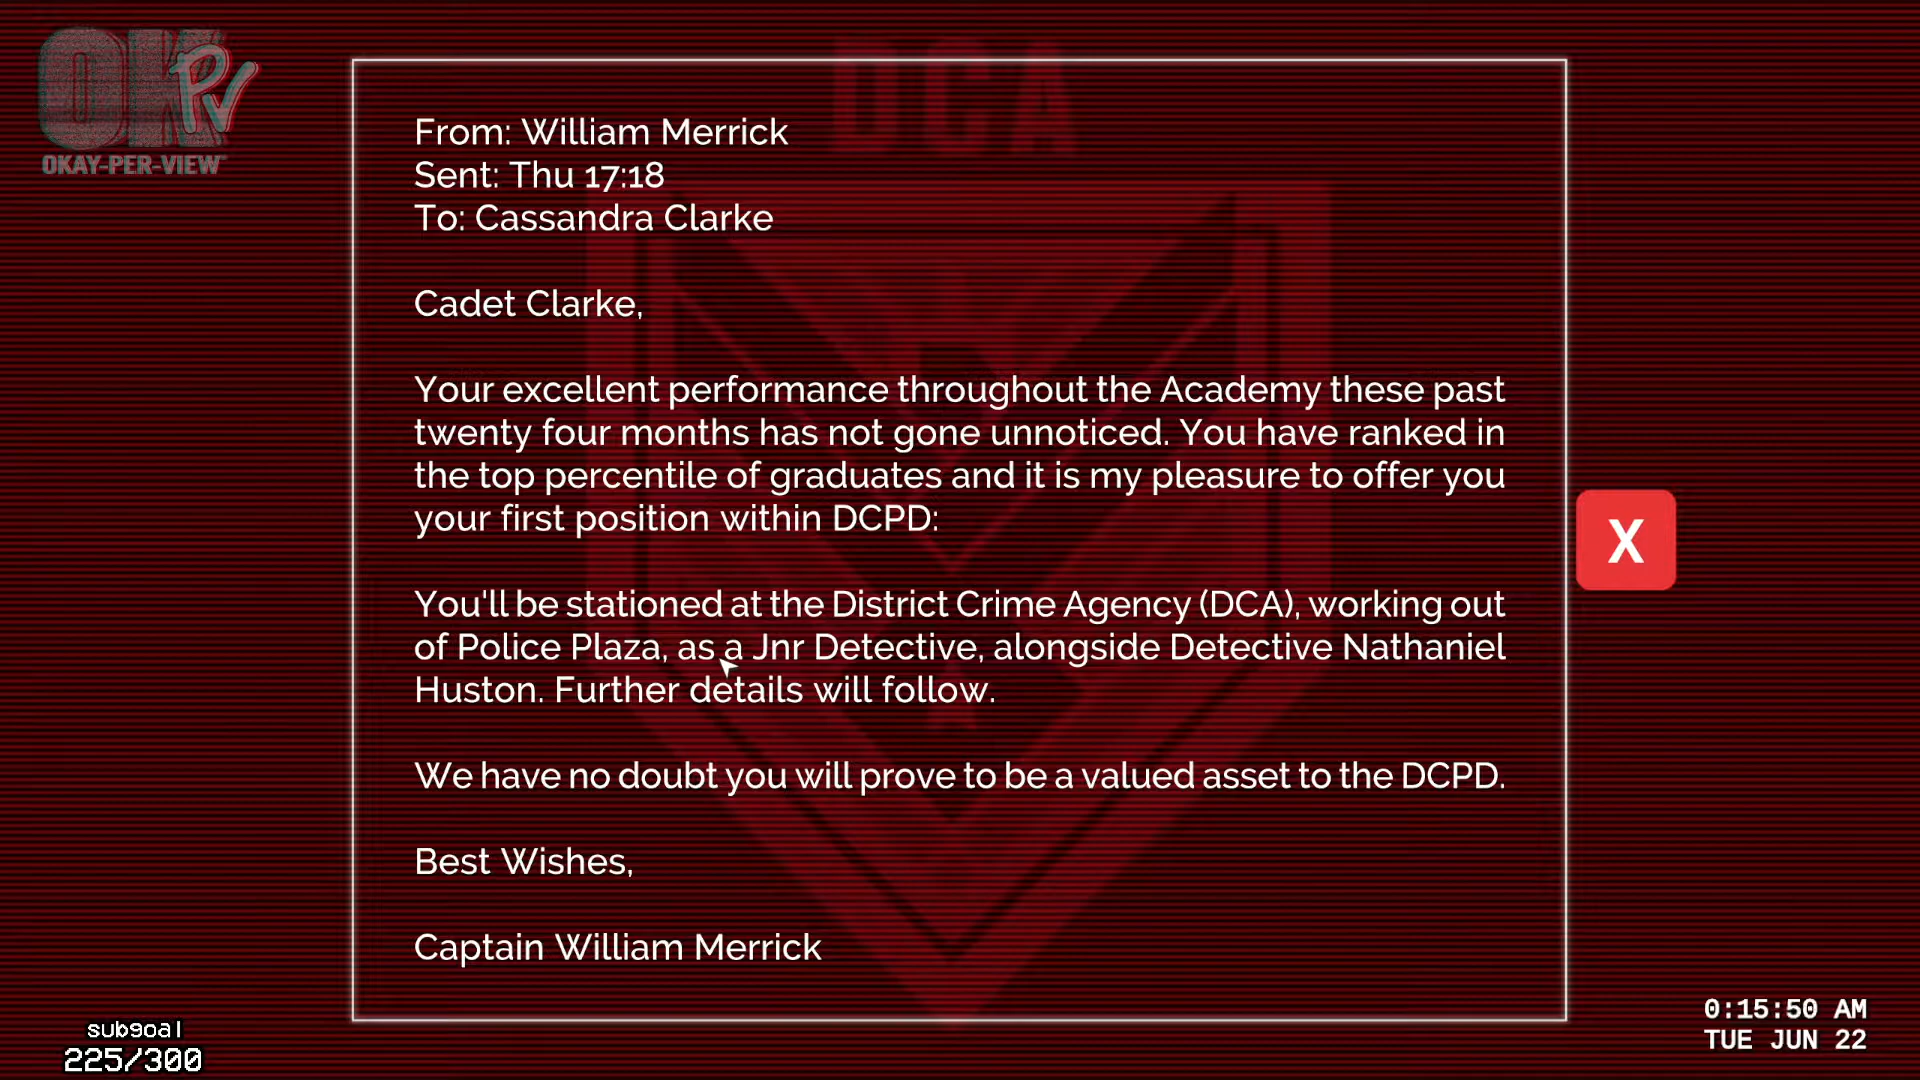 OK PV
OKAY-PER-VIEW™
DCA
From: William Merrick
Sent: Thu 17:18
To: Cassandra Clarke
Cadet Clarke,
Your excellent performance throughout the Academy these past
twenty four months has not gone unnoticed. You have ranked in
the top percentile of graduates and it is my pleasure to offer you
your first position within DCPD:
You'll be stationed at the District Crime Agency (DCA), working out
of Police Plaza, as a Jnr Detective, alongside Detective Nathaniel
Huston. Further details will follow.
We have no doubt you will prove to be a valued asset to the DCPD.
Best Wishes,
Captain William Merrick
X
subgoal
225/300
0:15:50 AM
TUE JUN 22